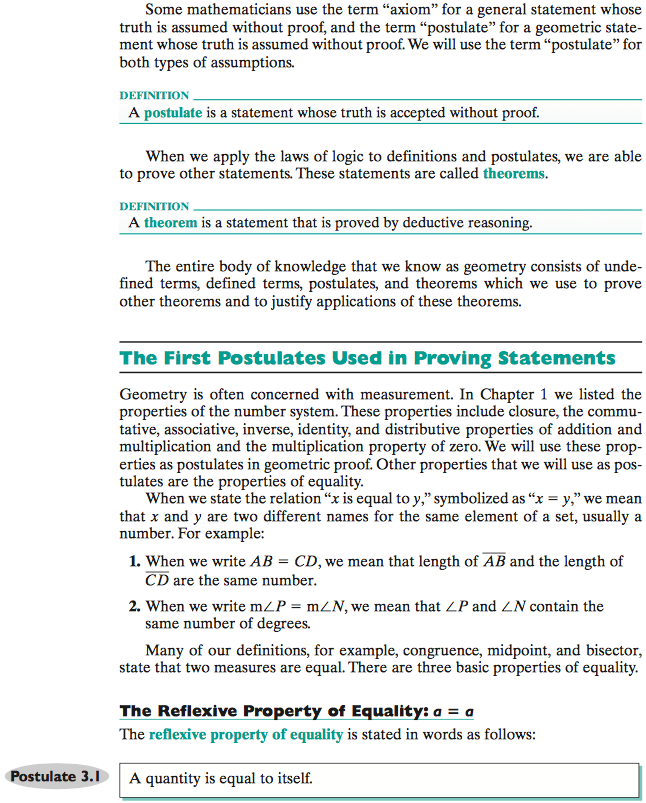 Some mathematicians use the term “axiom” for a general statement whose
truth is assumed without proof, and the term “postulate” for a geometric state-
ment whose truth is assumed without proof. We will use the term “postulate” for
both types of assumptions.
DEFINITION
A postulate is a statement whose truth is accepted without proof.
When we apply the laws of logic to definitions and postulates, we are able
to prove other statements. These statements are called theorems.
DEFINITION
A theorem is a statement that is proved by deductive reasoning.
The entire body of knowledge that we know as geometry consists of unde-
fined terms, defined terms, postulates, and theorems which we use to prove
other theorems and to justify applications of these theorems.
The First Postulates Used in Proving Statements
Geometry is often concerned with measurement. In Chapter 1 we listed the
properties of the number system. These properties include closure, the commu-
tative, associative, inverse, identity, and distributive properties of addition and
multiplication and the multiplication property of zero. We will use these prop-
erties as postulates in geometric proof. Other properties that we will use as pos-
tulates are the properties of equality.
When we state the relation “x is equal to y,” symbolized as “x = y,” we mean
that x and y are two different names for the same element of a set, usually a
number. For example:
1. When we write AB = CD, we mean that length of A̅B̅ and the length of
C̅D̅ are the same number.
2. When we write m∠P = m∠N, we mean that ∠P and ∠N contain the
same number of degrees.
Many of our definitions, for example, congruence, midpoint, and bisector,
state that two measures are equal. There are three basic properties of equality.
The Reflexive Property of Equality: a = a
The reflexive property of equality is stated in words as follows:
Postulate 3.1 A quantity is equal to itself.